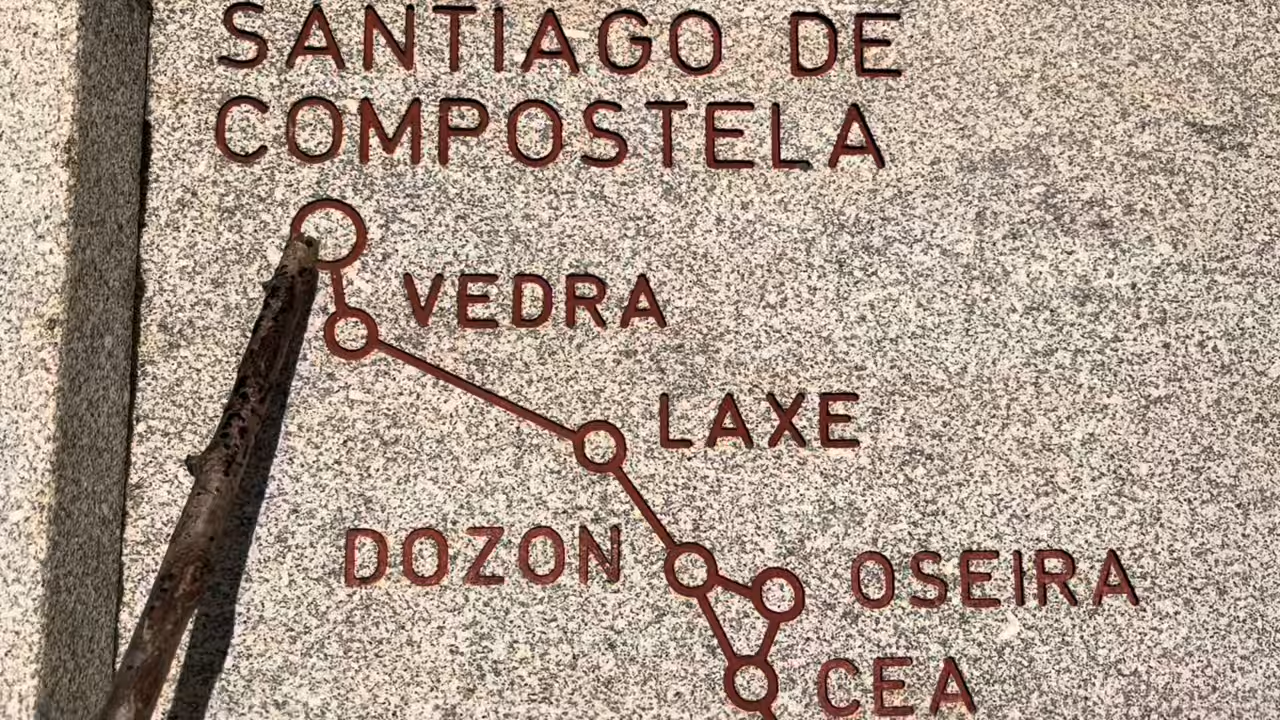 SANTIAGO DE
COMPOSTELA
VEDRA
LAXE
DOZON
OSEIRA
CEA